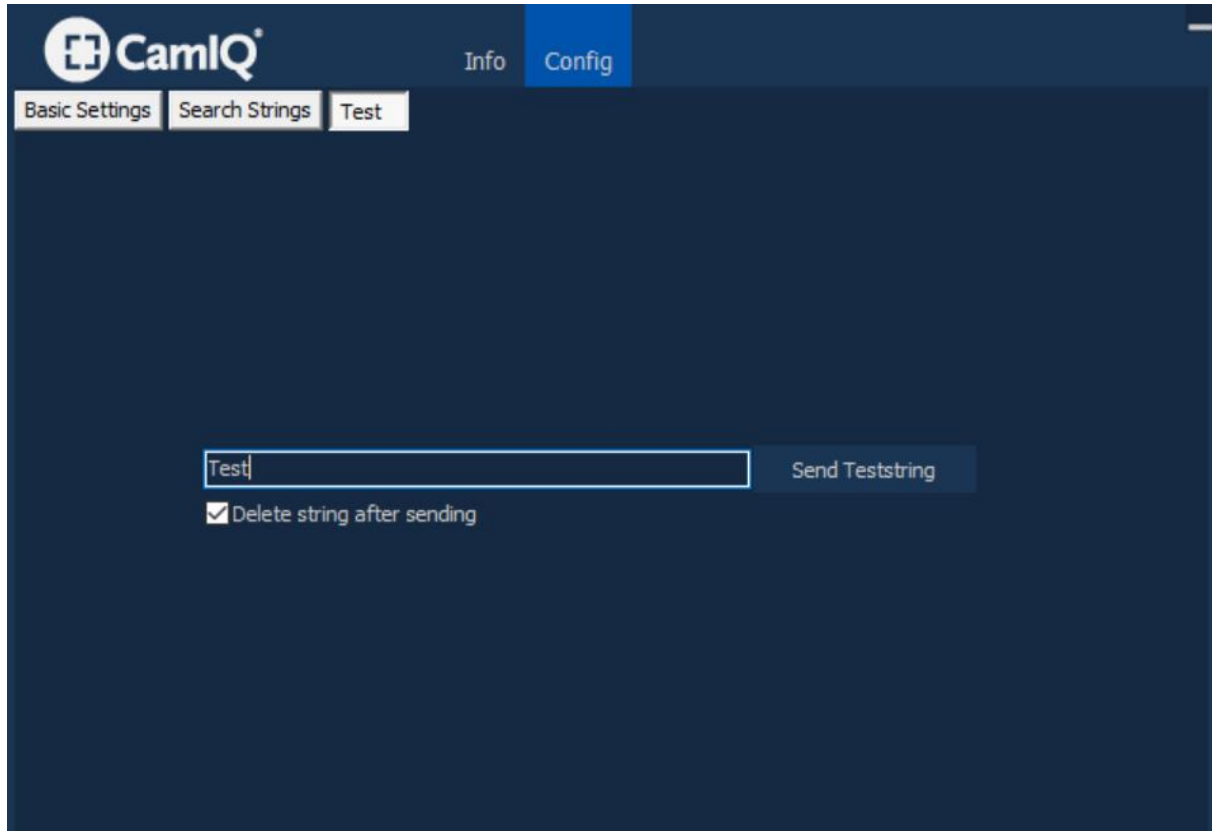 CamIQ®
Info Config
Basic Settings Search Strings Test
Test Send Teststring
Delete string after sending